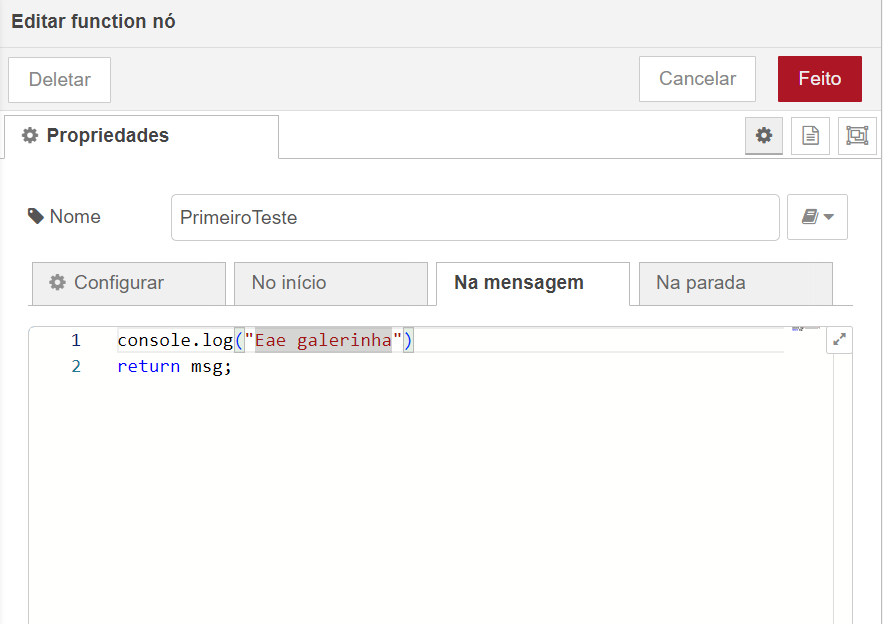 Editar function nó
Deletar
Cancelar
Feito
Propriedades
Nome
PrimeiroTeste
Configurar
No início
Na mensagem
Na parada
1 console.log("Eae galerinha")
2 return msg;